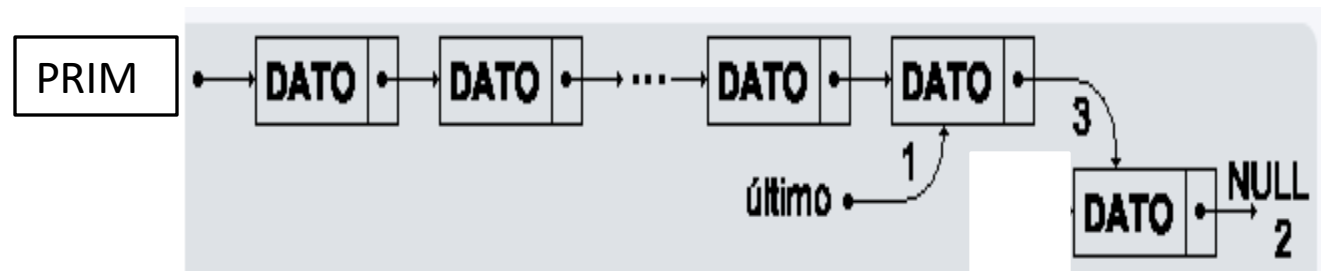 PRIM
DATO DATO ... DATO DATO
3
1
último
DATO
NULL
2